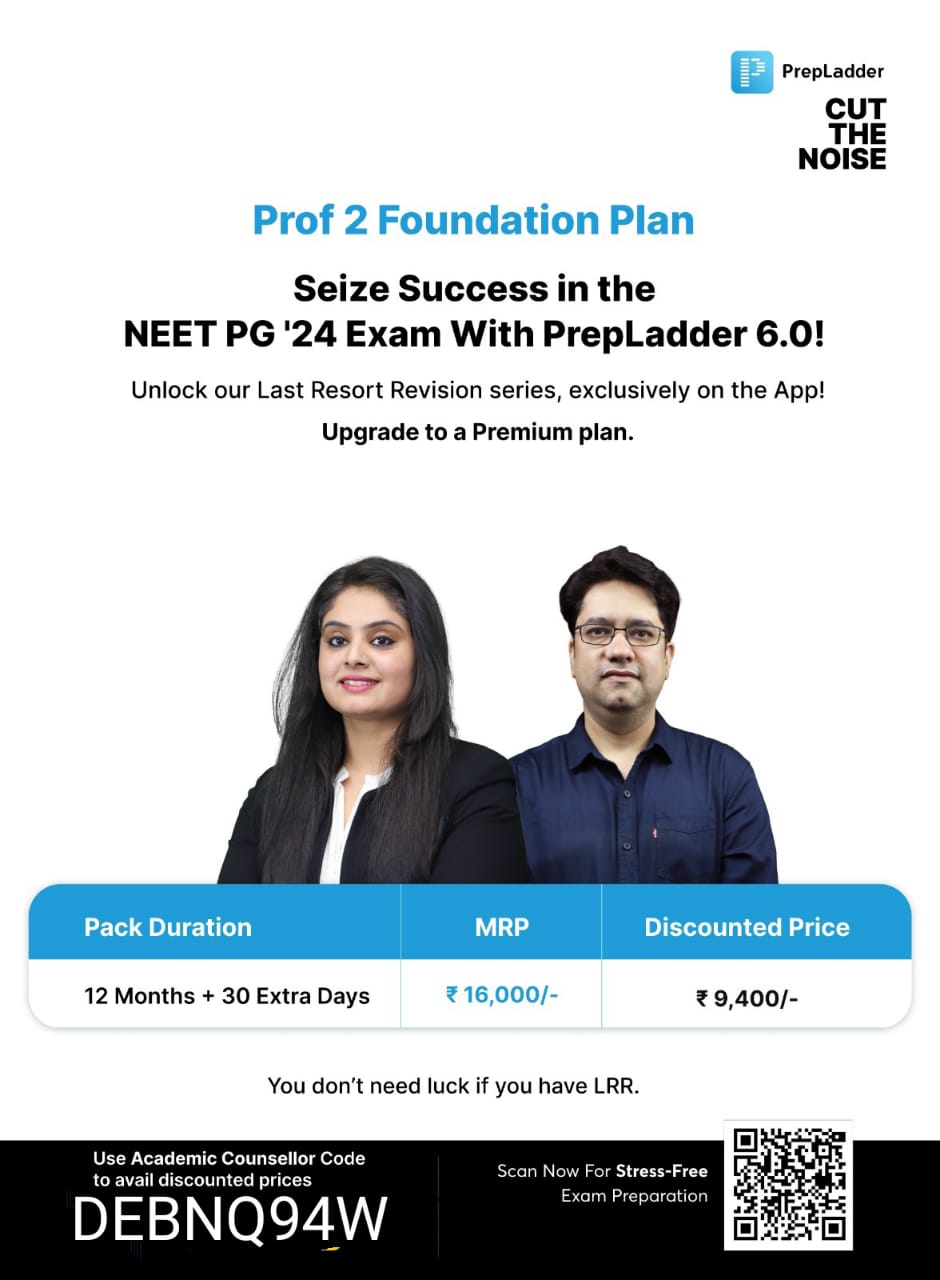 PrepLadder
CUT
THE
NOISE
Prof 2 Foundation Plan
Seize Success in the
NEET PG '24 Exam With PrepLadder 6.0!
Unlock our Last Resort Revision series, exclusively on the App!
Upgrade to a Premium plan.
Pack Duration MRP Discounted Price
12 Months + 30 Extra Days ₹ 16,000/- ₹ 9,400/-
You don’t need luck if you have LRR.
Use Academic Counsellor Code
to avail discounted prices
DEBNQ94W
Scan Now For Stress-Free
Exam Preparation